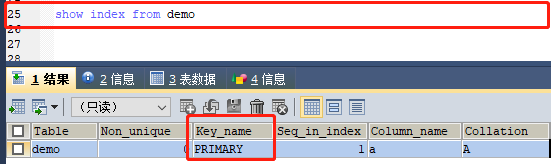 25 show index from demo
26
27
28
1 结果 2 信息 3 表数据 4 信息
(只读)
Table Non_unique Key_name Seq_in_index Column_name Collation
demo 0 PRIMARY 1 a A